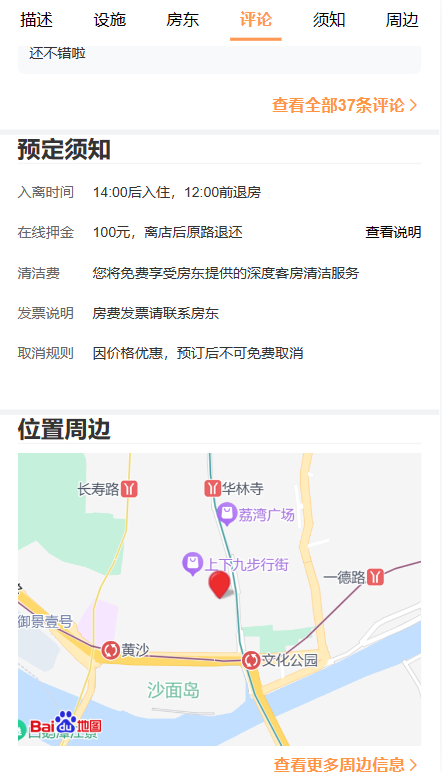 描述 设施 房东 评论 须知 周边
还不错啦
查看全部37条评论 >
预定须知
入离时间 14:00后入住，12:00前退房
在线押金 100元，离店后原路退还 查看说明
清洁费 您将免费享受房东提供的深度客房清洁服务
发票说明 房费发票请联系房东
取消规则 因价格优惠，预订后不可免费取消
位置周边
长寿路 华林寺
荔湾广场
上下九步行街
一德路
御景壹号
黄沙
文化公园
沙面岛
Bai du 地图
查看更多周边信息 >